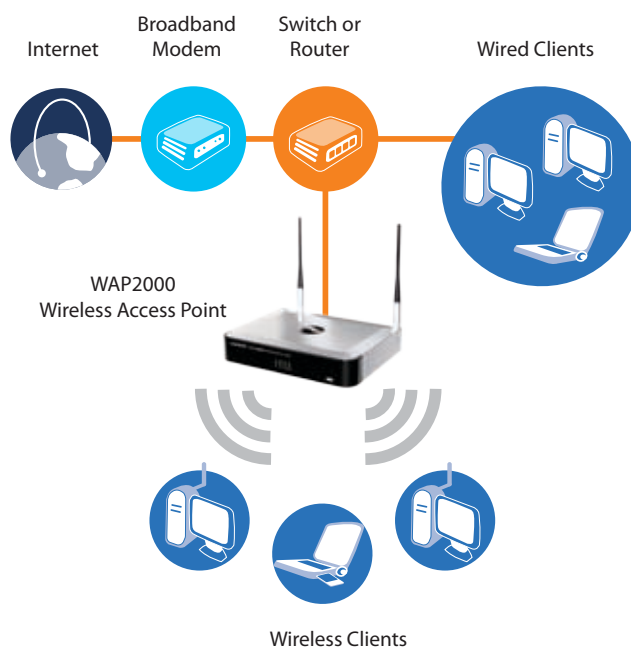 Internet
Broadband
Modem
Switch or
Router
Wired Clients
WAP2000
Wireless Access Point
Wireless Clients